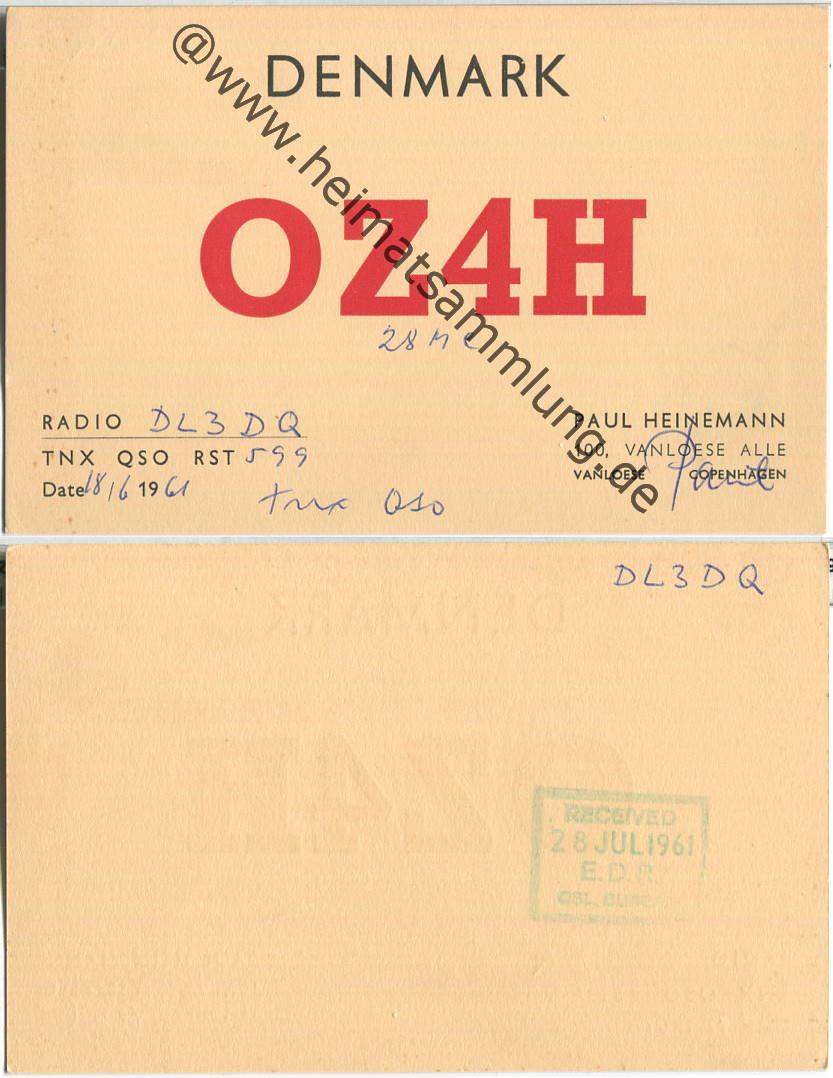 DENMARK
@www.heimatsammlung.de
OZ4H
28 Mc
RADIO DL3DQ
TNX QSO RST 599
Date 18/6 1961
tnx QSO
PAUL HEINEMANN
100, VANLOESE ALLE
VANLOESE COPENHAGEN
Paul
DL3DQ
RECEIVED
28 JUL 1961
E.D.R.
QSL